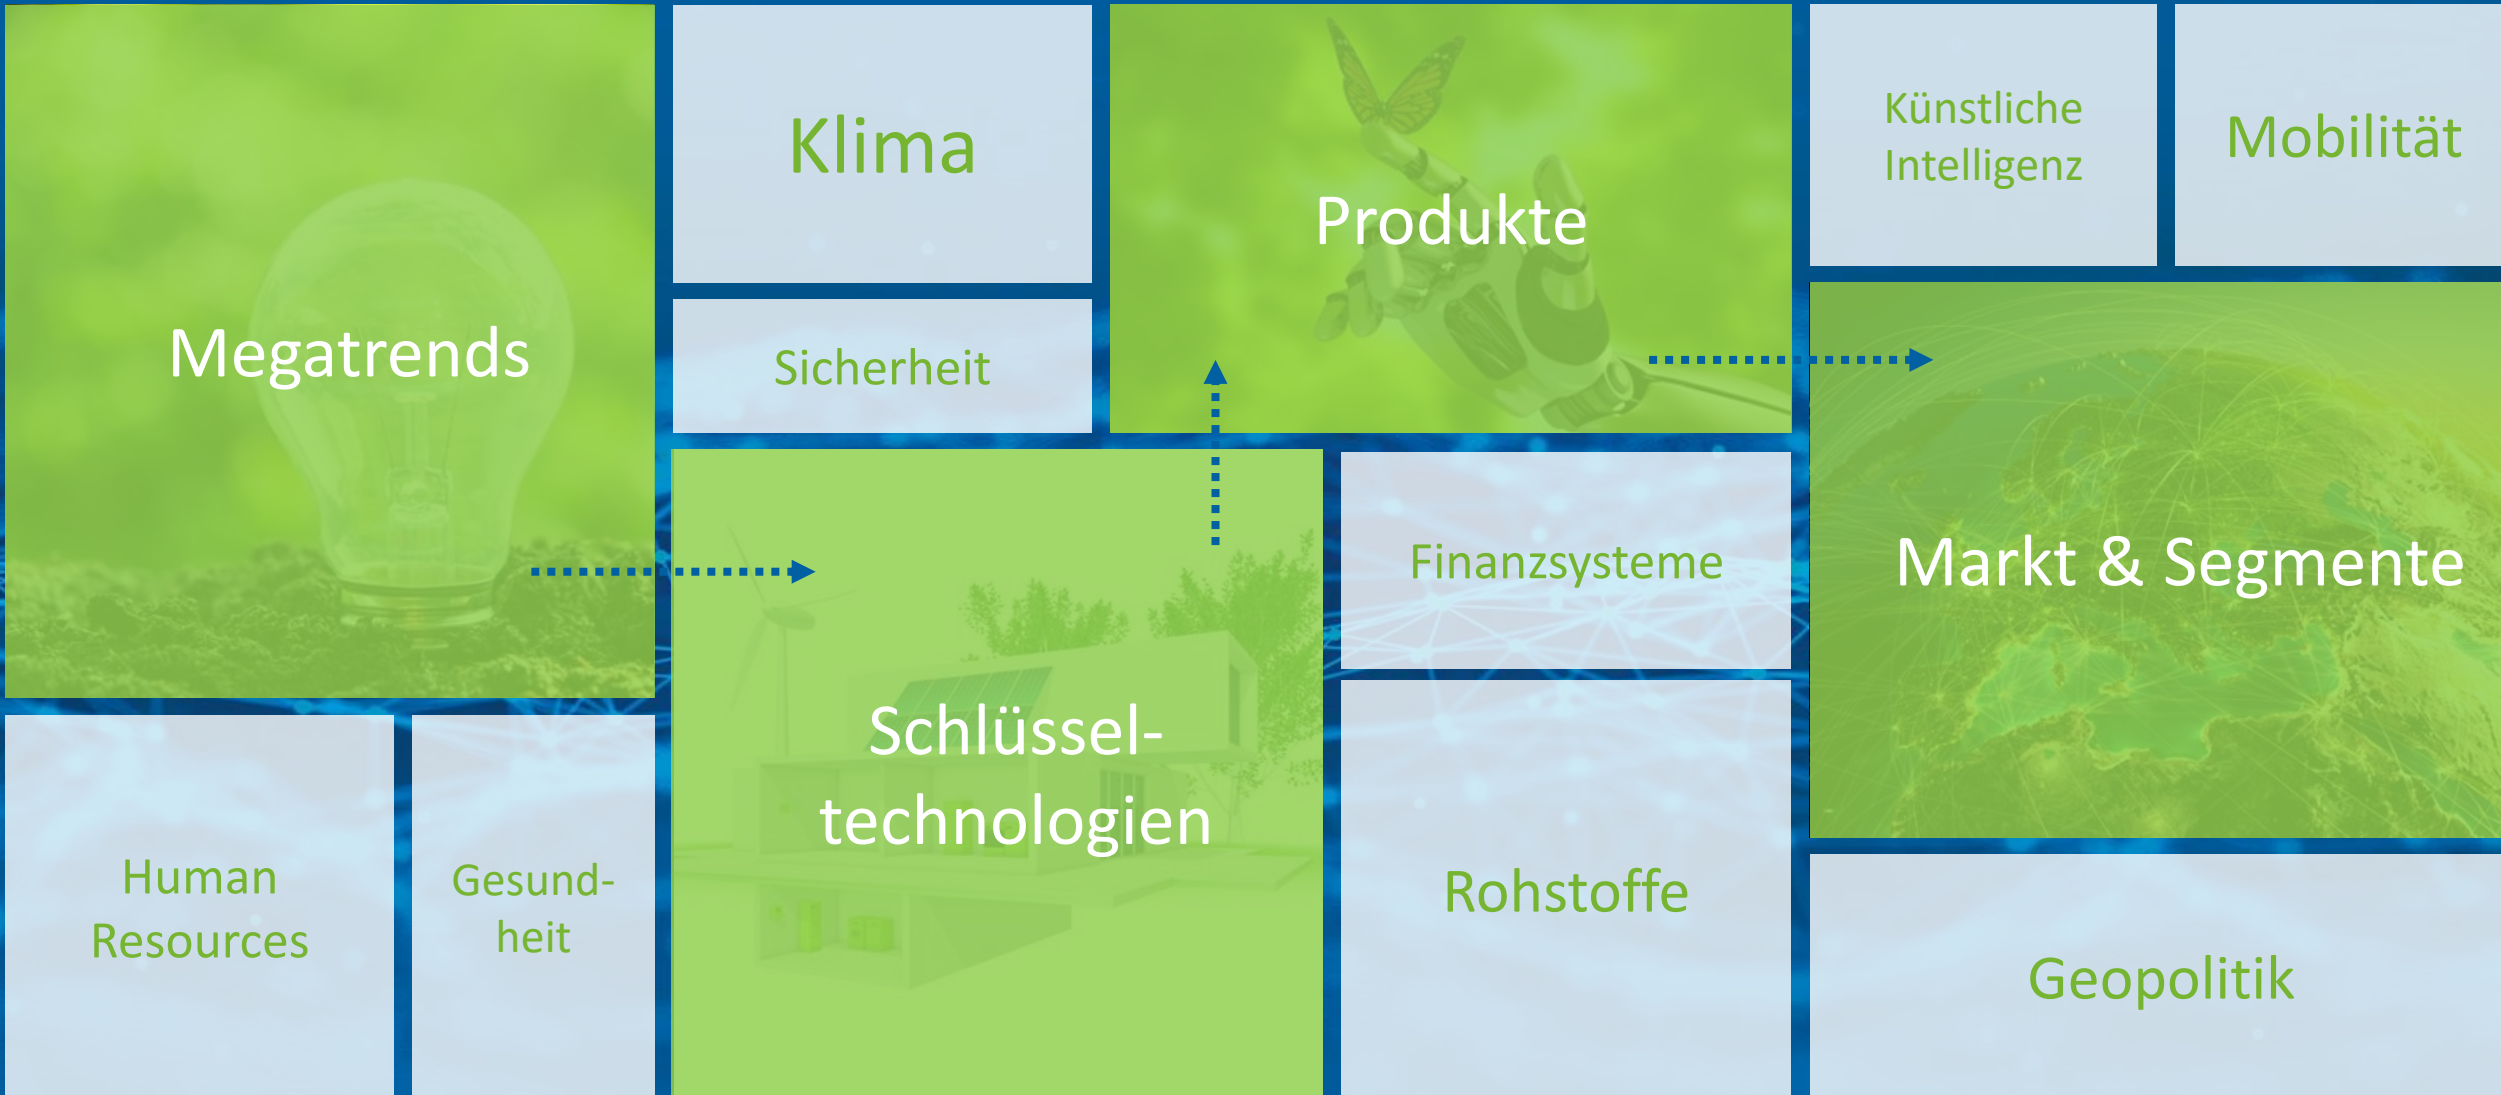 Megatrends
Klima
Sicherheit
Produkte
Künstliche
Intelligenz
Mobilität
Markt & Segmente
Schlüssel-
technologien
Finanzsysteme
Rohstoffe
Human
Resources
Gesund-
heit
Geopolitik